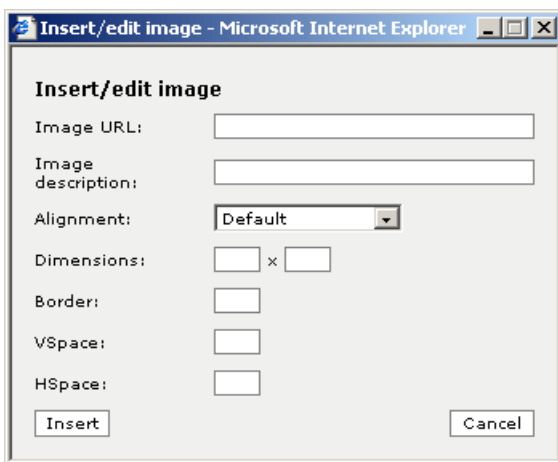 Insert/edit image - Microsoft Internet Explorer
Insert/edit image
Image URL:
Image
description:
Alignment: Default
Dimensions: x
Border:
VSpace:
HSpace:
Insert Cancel